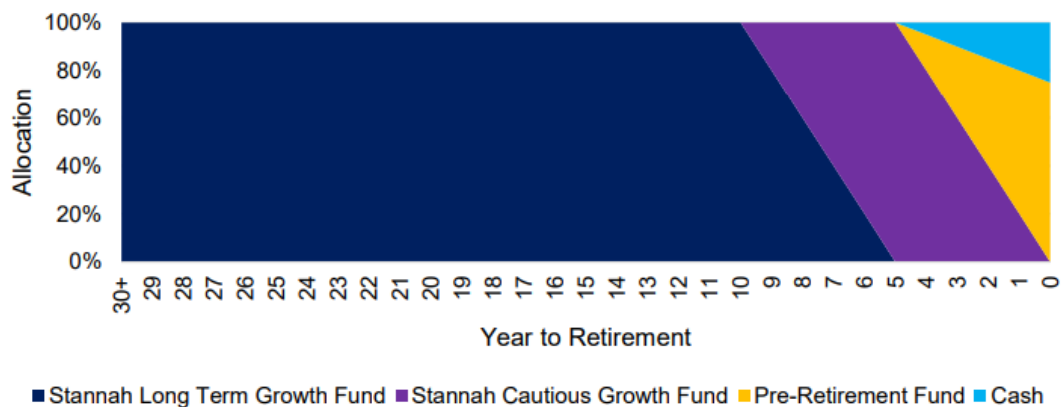 100%
80%
60%
40%
20%
0%
Allocation
30+ 29 28 27 26 25 24 23 22 21 20 19 18 17 16 15 14 13 12 11 10 9 8 7 6 5 4 3 2 1 0
Year to Retirement
Stannah Long Term Growth Fund Stannah Cautious Growth Fund Pre-Retirement Fund Cash